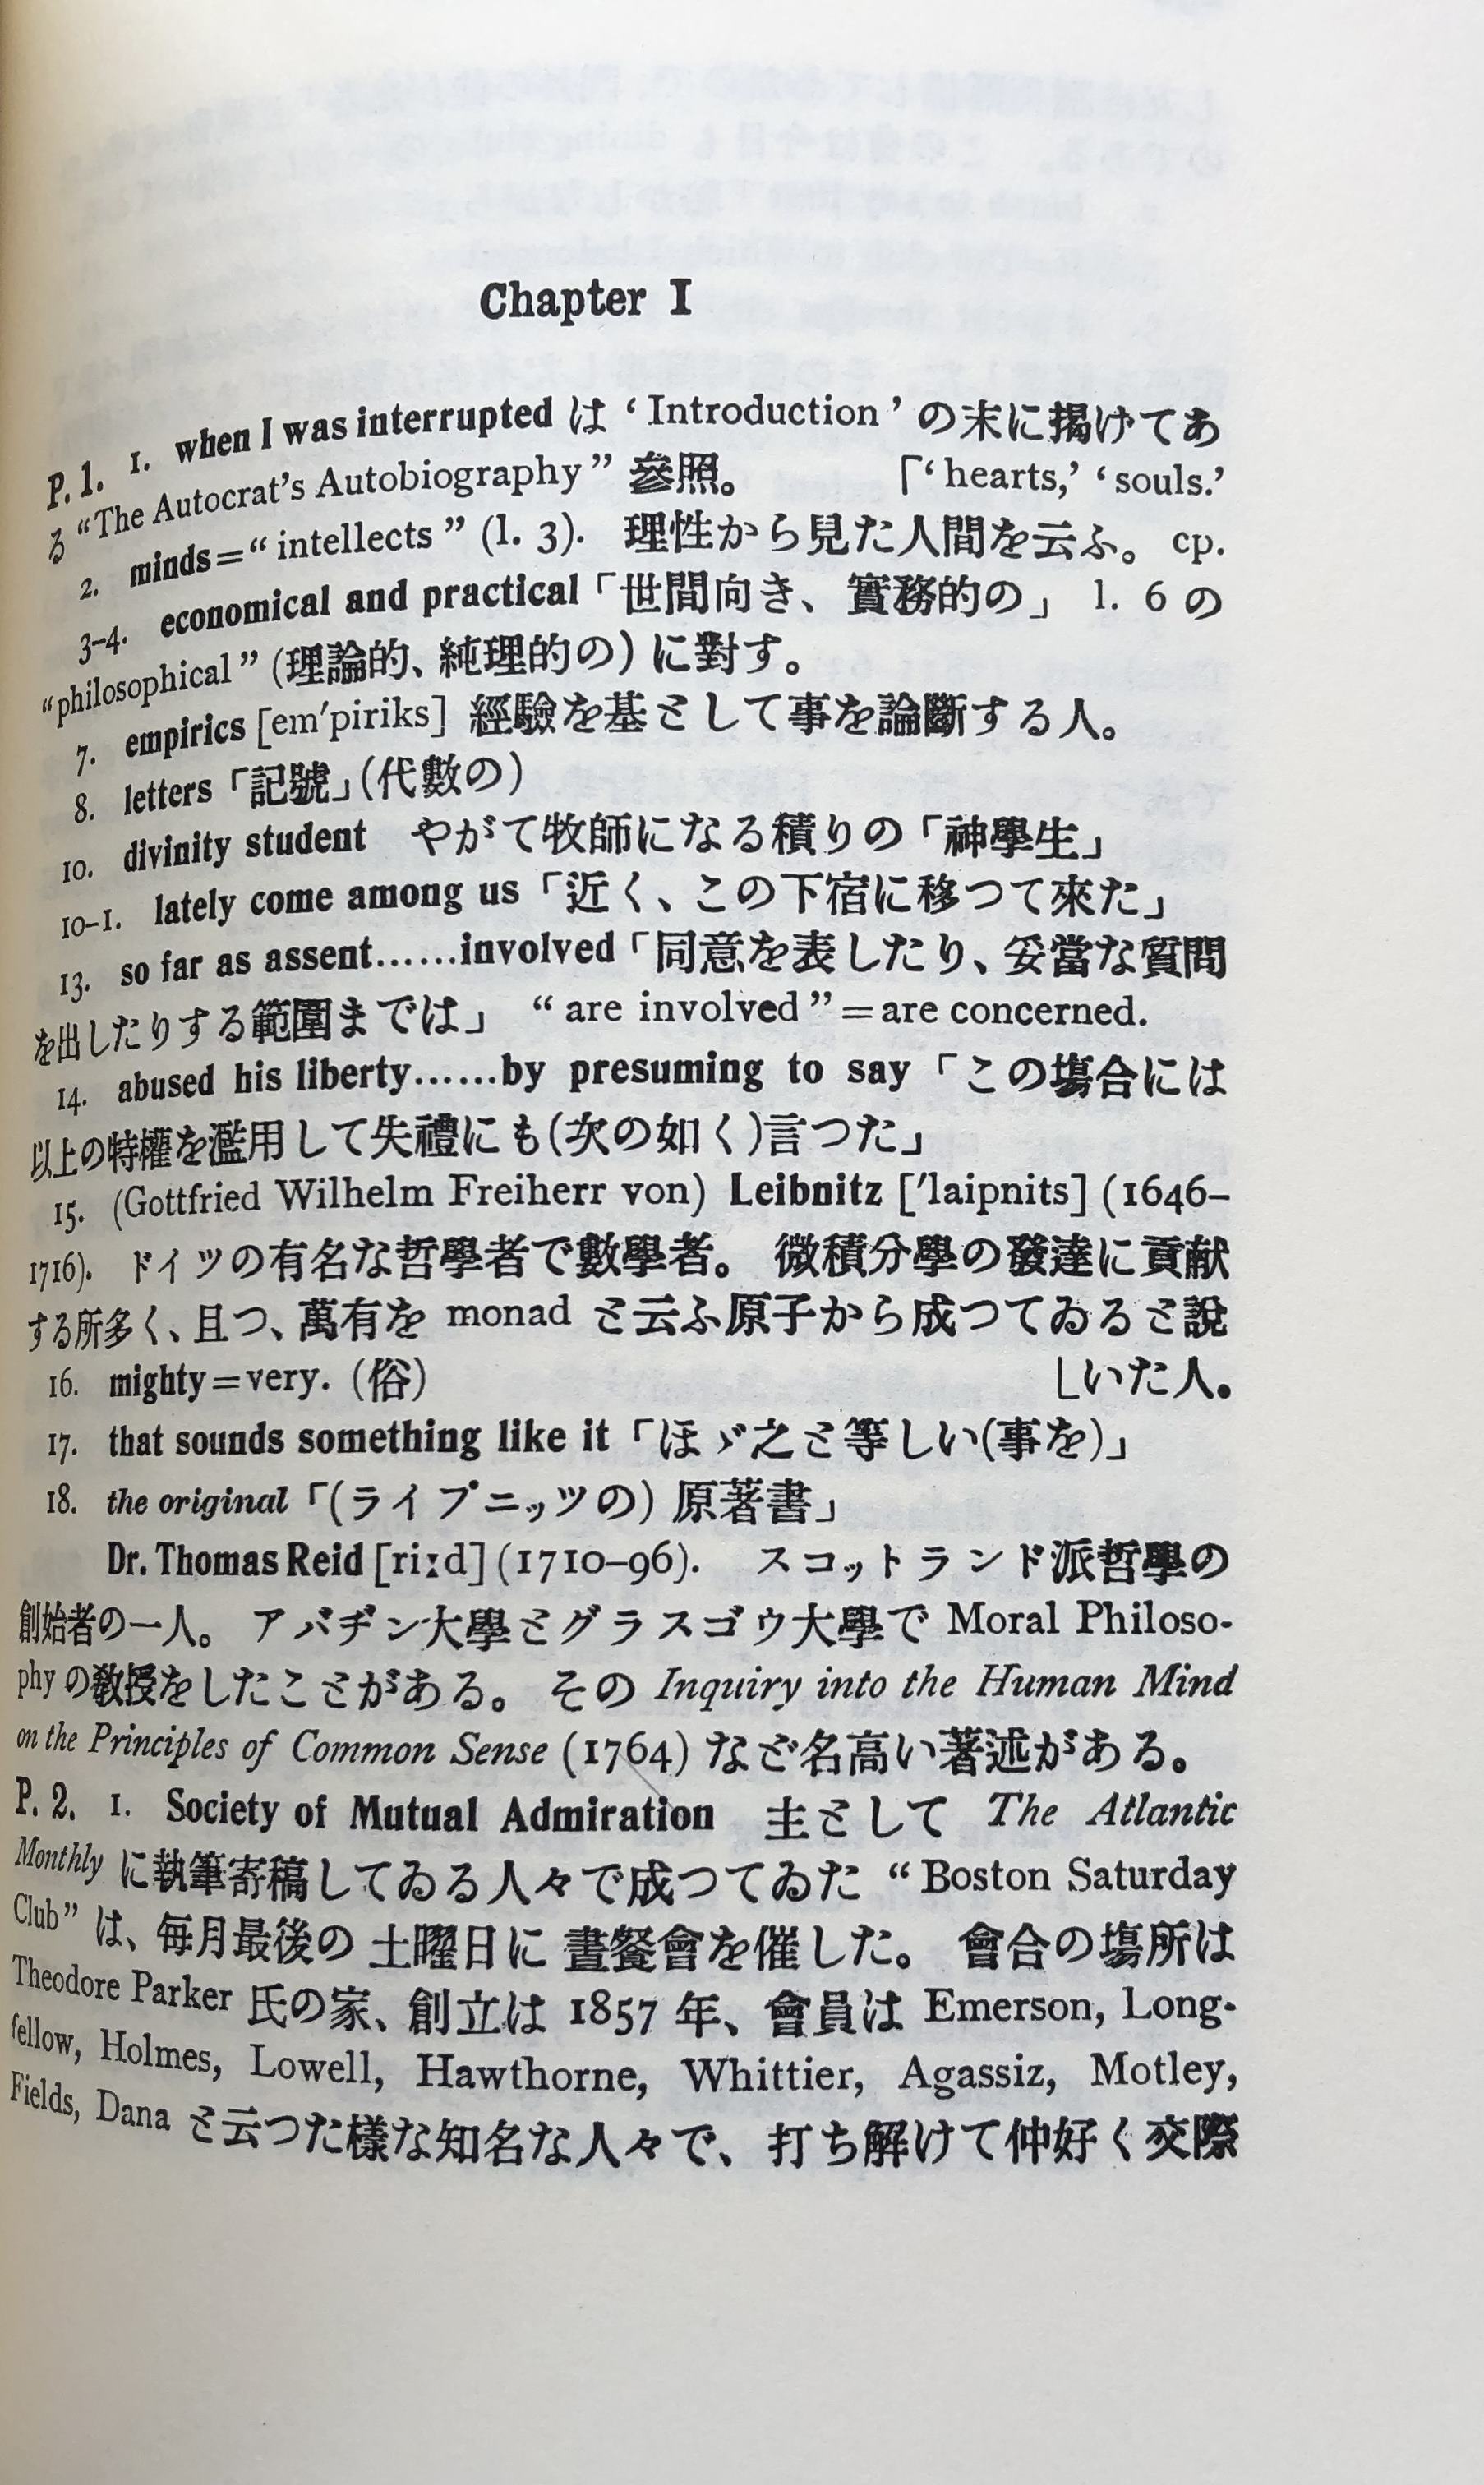 Chapter I
P. 1. 1. when I was interrupted は ‘Introduction’ の末に揭げてあ
る “The Autocrat’s Autobiography” 參照。 「‘hearts,’ ‘souls.’
2. minds=“intellects” (l. 3). 理性から見た人間を云ふ。 cp.
3–4. economical and practical「世間向き、實務的の」 l. 6 の
“philosophical” (理論的、純理的の) に對す。
7. empirics [em′piriks] 經驗を基として事を論斷する人。
8. letters「記號」(代數の)
10. divinity student やがて牧師になる積りの「神學生」
10–1. lately come among us「近く、この下宿に移つて來た」
13. so far as assent……involved「同意を表したり、妥當な質問
を出したりする範圍までは」 “are involved”=are concerned.
14. abused his liberty……by presuming to say「この塲合には
以上の特權を濫用して失禮にも(次の如く)言つた」
15. (Gottfried Wilhelm Freiherr von) Leibnitz [′laipnits] (1646–
1716). ドイツの有名な哲學者で數學者。 微積分學の發達に貢献
する所多く、且つ、萬有を monad と云ふ原子から成つてゐると說
16. mighty=very. (俗) ⎣いた人。
17. that sounds something like it「ほゞ之と等しい(事を)」
18. the original「(ライプニッツの) 原著書」
Dr. Thomas Reid [ri:d] (1710–96). スコットランド派哲學の
創始者の一人。 アバヂン大學とグラスゴウ大學で Moral Philoso-
phy の敎授をしたことがある。 その Inquiry into the Human Mind
on the Principles of Common Sense (1764) など名高い著述がある。
P. 2. 1. Society of Mutual Admiration 主として The Atlantic
Monthly に執筆寄稿してゐる人々で成つてゐた “Boston Saturday
Club” は、每月最後の土曜日に晝餐會を催した。 會合の塲所は
Theodore Parker 氏の家、創立は 1857 年、會員は Emerson, Long-
fellow, Holmes, Lowell, Hawthorne, Whittier, Agassiz, Motley,
Fields, Dana と云つた樣な知名な人々で、打ち解けて仲好く交際